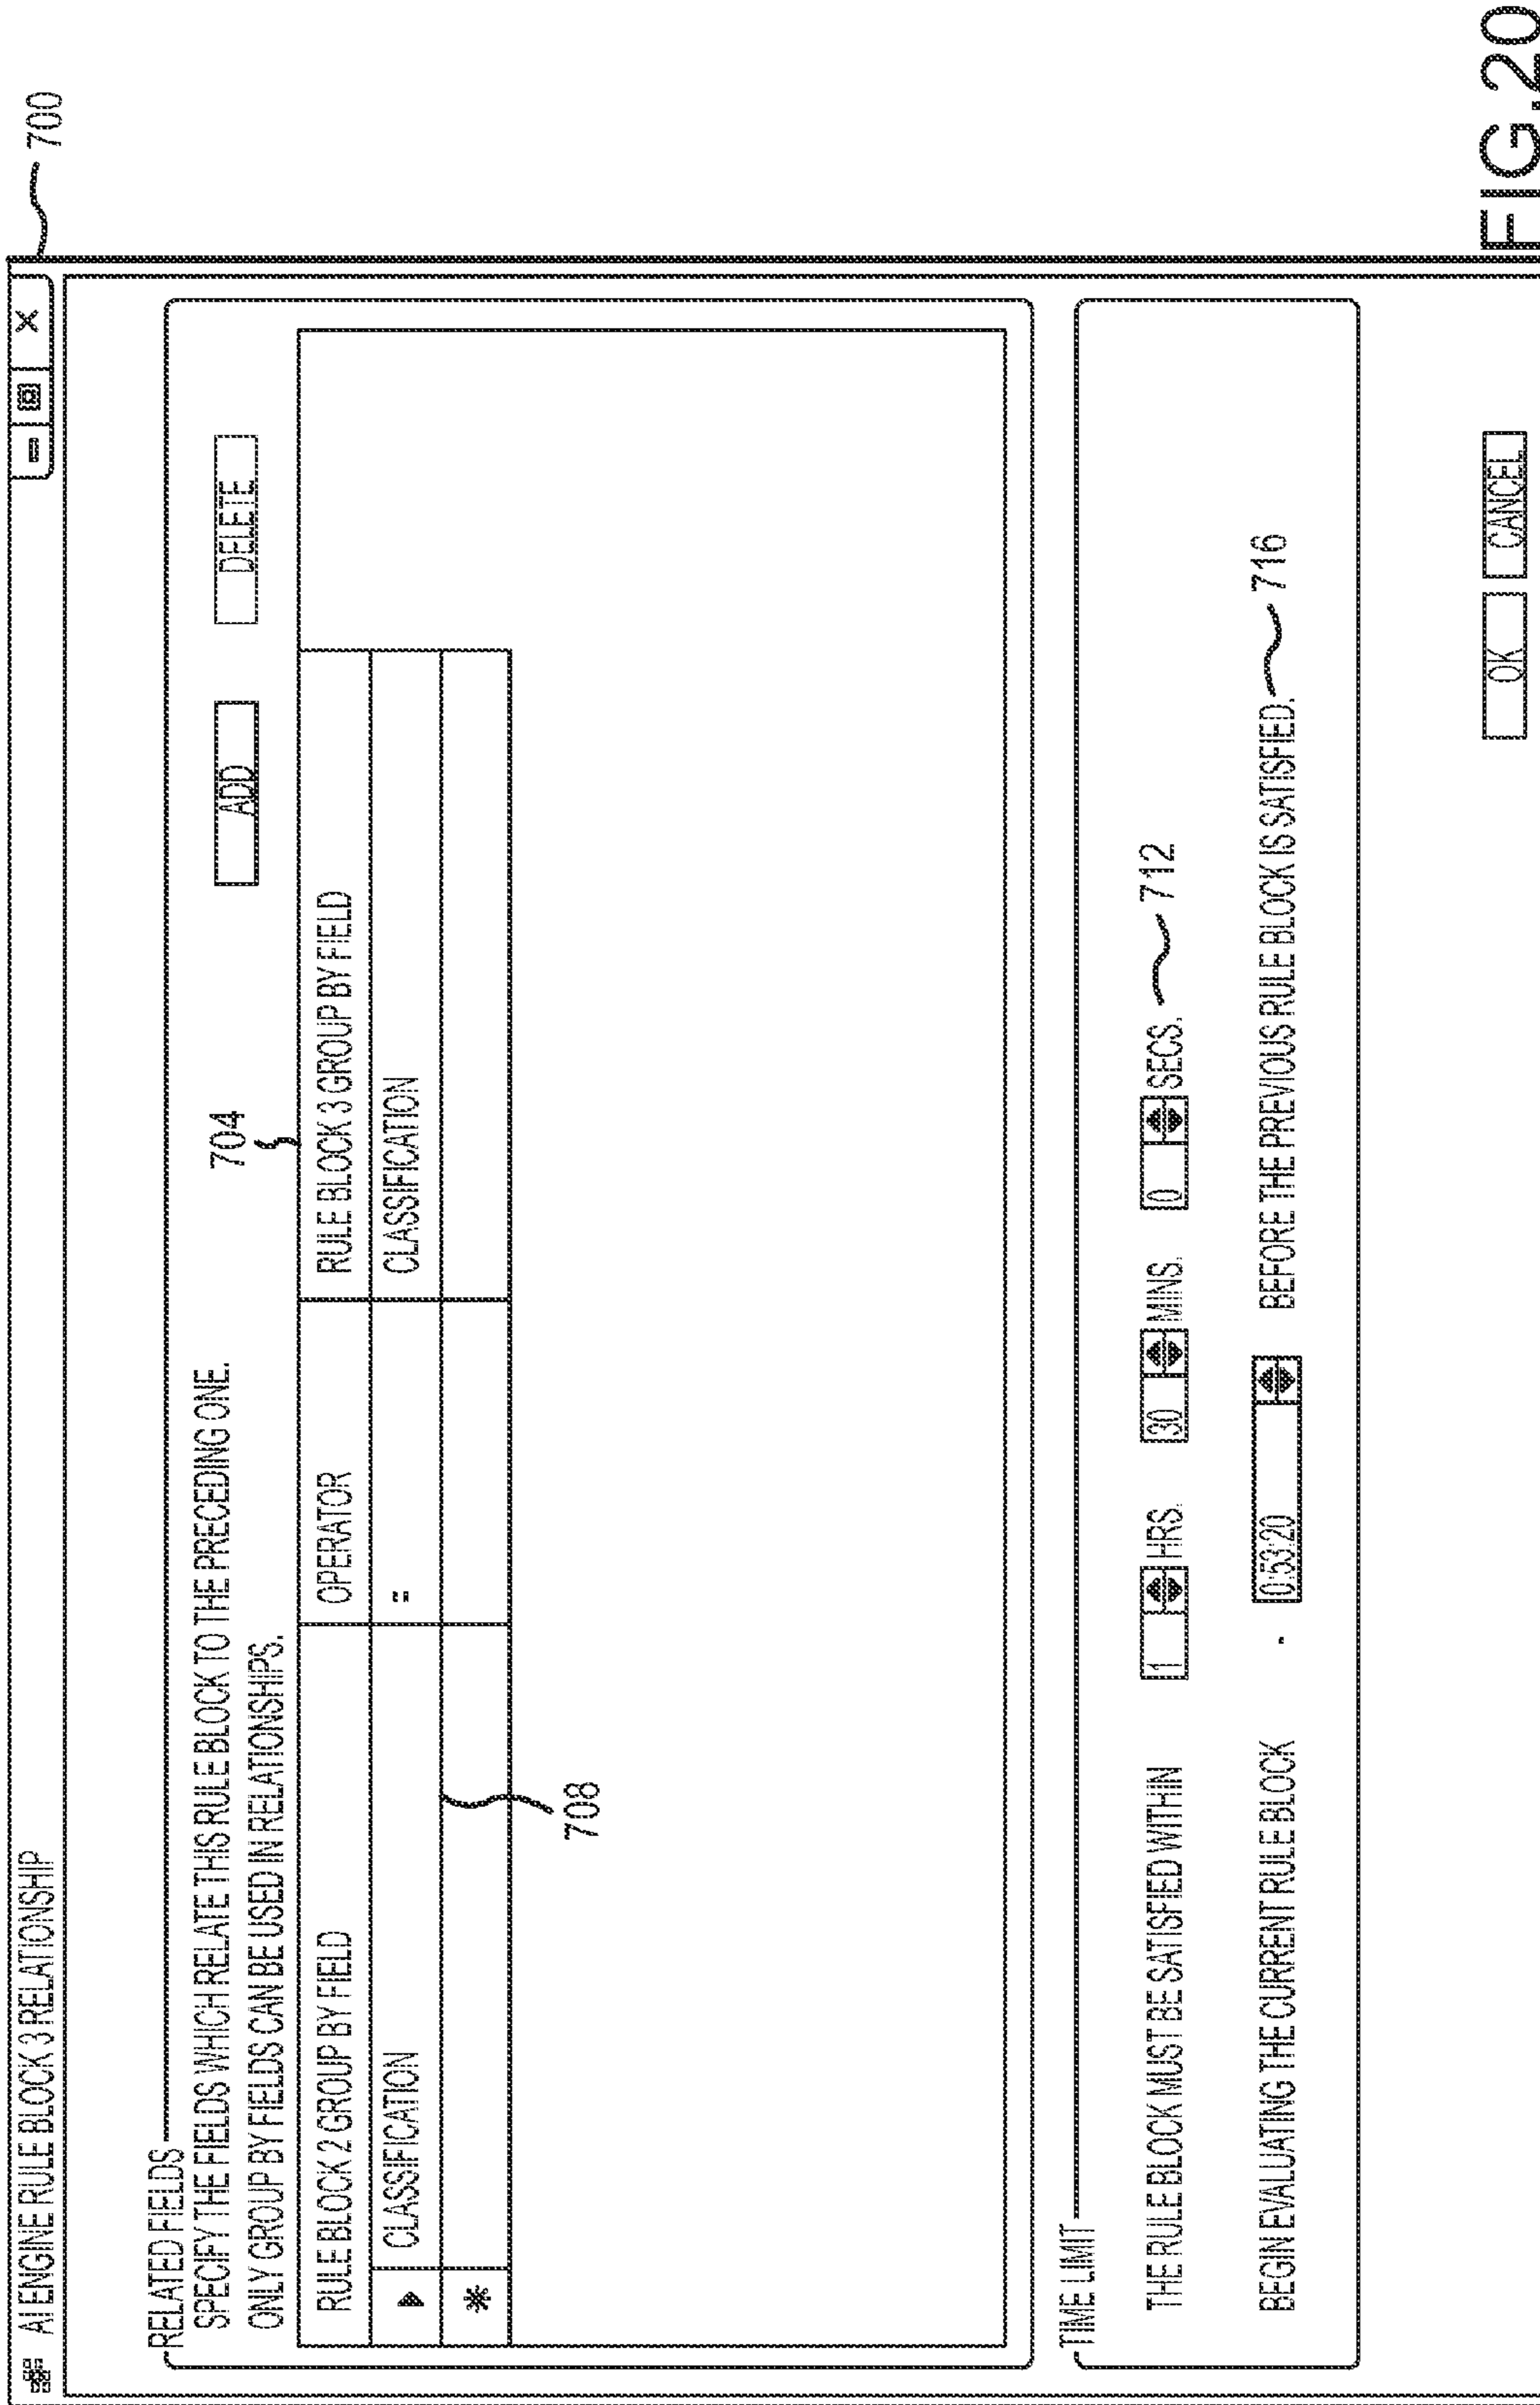 AI ENGINE RULE BLOCK 3 RELATIONSHIP
700
RELATED FIELDS
SPECIFY THE FIELDS WHICH RELATE THIS RULE BLOCK TO THE PRECEDING ONE.
ONLY GROUP BY FIELDS CAN BE USED IN RELATIONSHIPS.
704
ADD DELETE
RULE BLOCK 2 GROUP BY FIELD OPERATOR RULE BLOCK 3 GROUP BY FIELD
CLASSIFICATION = CLASSIFICATION
*
708
TIME LIMIT
THE RULE BLOCK MUST BE SATISFIED WITHIN 1 HRS. 30 MINS. 0 SECS. 712
BEGIN EVALUATING THE CURRENT RULE BLOCK - 0:53:20 BEFORE THE PREVIOUS RULE BLOCK IS SATISFIED. 716
OK CANCEL
FIG.20